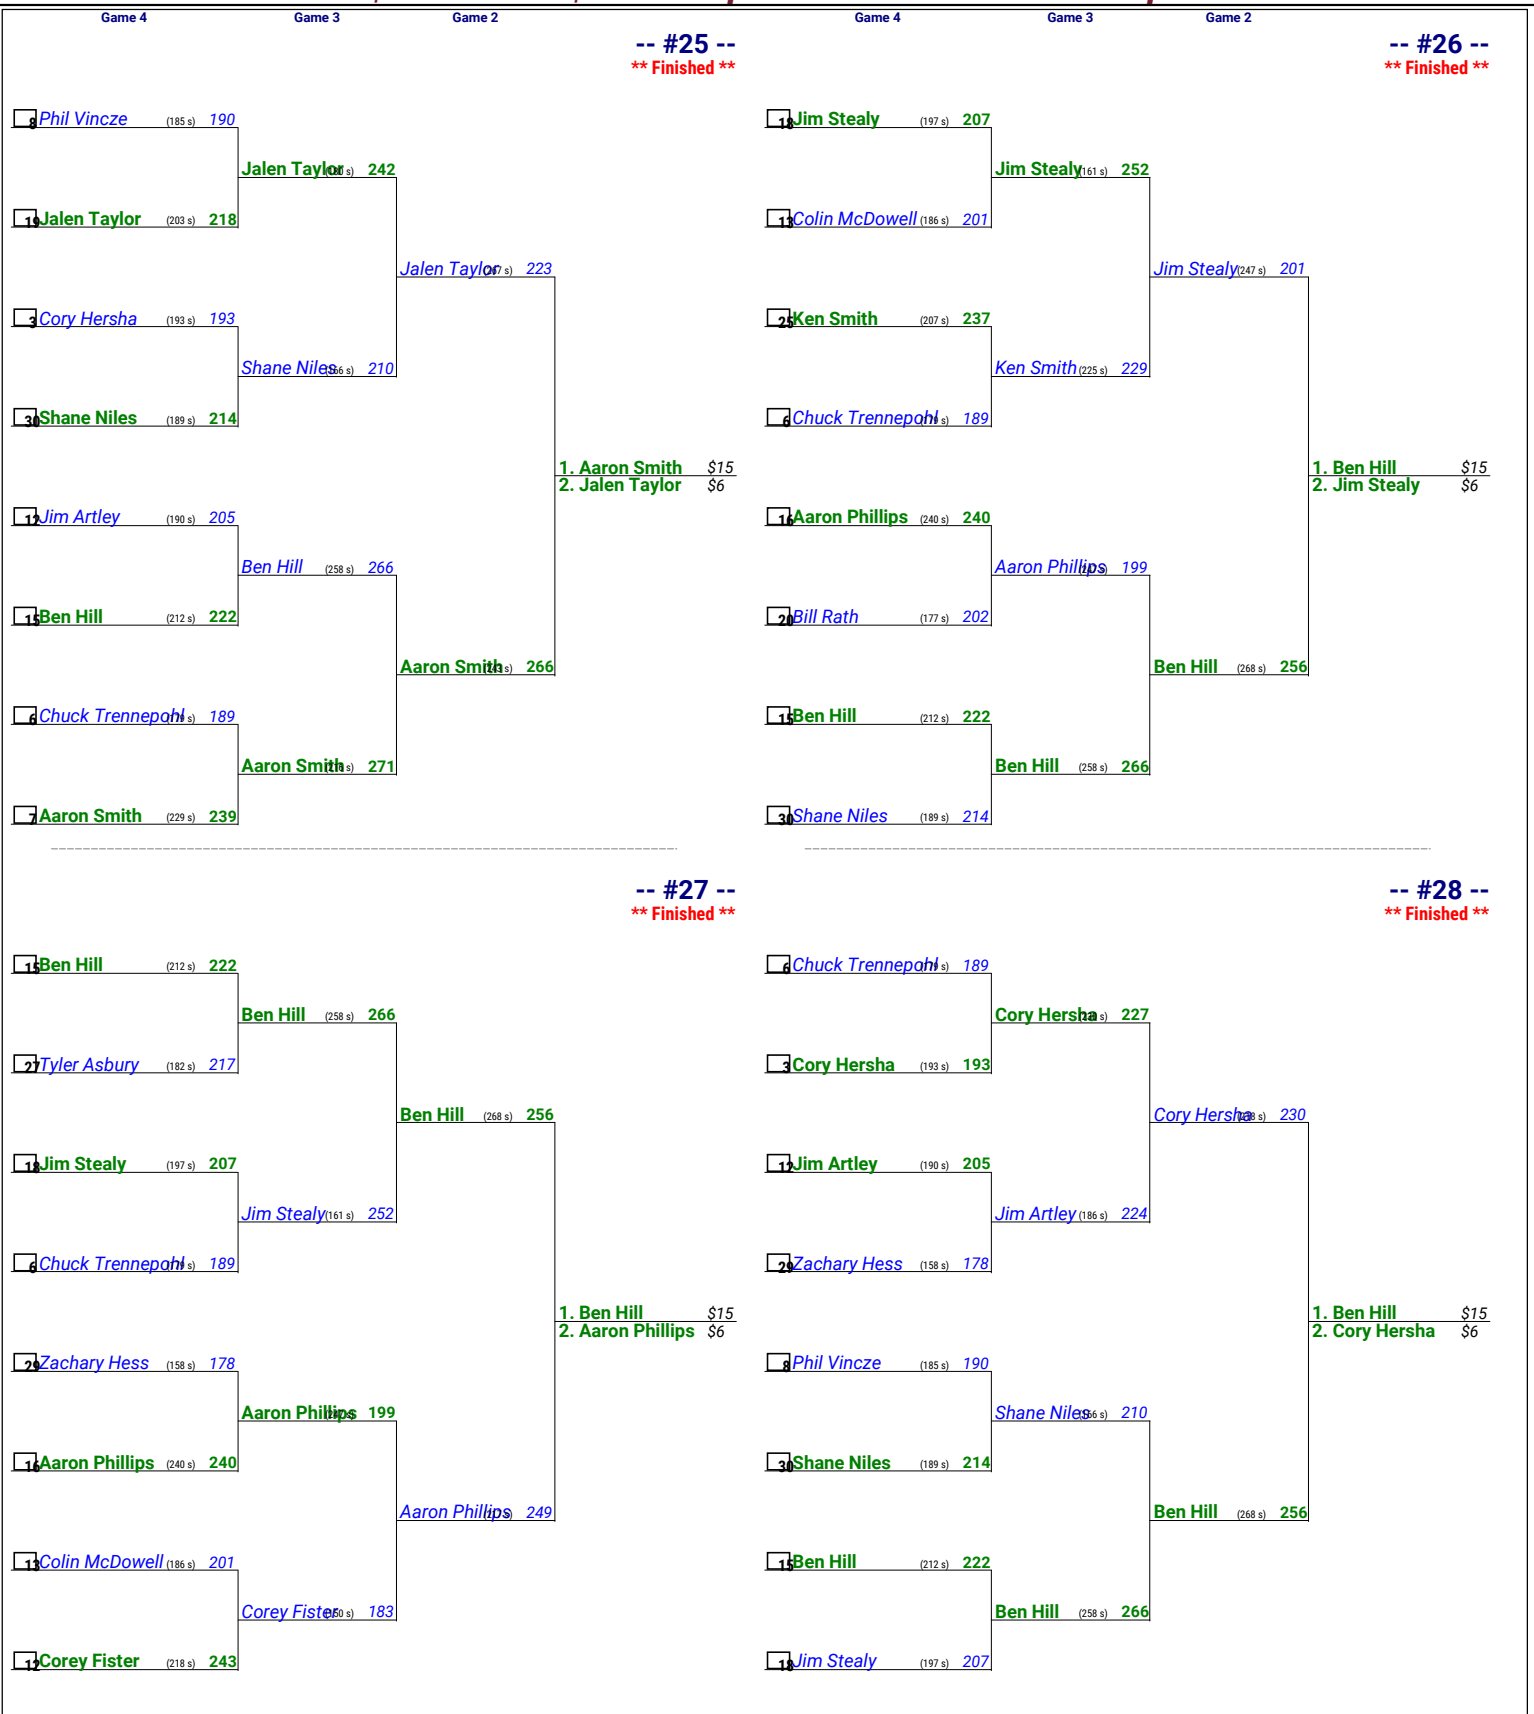 Game 4 Game 3 Game 2 Game 4 Game 3 Game 2
-- #25 -- -- #26 --
** Finished ** ** Finished **
8 Phil Vincze (185 s) 190 18 Jim Stealy (197 s) 207
Jalen Taylor 242 Jim Stealy (161 s) 252
19 Jalen Taylor (203 s) 218 13 Colin McDowell (186 s) 201
Jalen Taylor 223 Jim Stealy (247 s) 201
3 Cory Hersha (193 s) 193 25 Ken Smith (207 s) 237
Shane Niles 210 Ken Smith (225 s) 229
30 Shane Niles (189 s) 214 6 Chuck Trennepohl 189
1. Aaron Smith $15 1. Ben Hill $15
2. Jalen Taylor $6 2. Jim Stealy $6
12 Jim Artley (190 s) 205 16 Aaron Phillips (240 s) 240
Ben Hill (258 s) 266 Aaron Phillips 199
15 Ben Hill (212 s) 222 20 Bill Rath (177 s) 202
Aaron Smith 266 Ben Hill (268 s) 256
6 Chuck Trennepohl 189 15 Ben Hill (212 s) 222
Aaron Smith 271 Ben Hill (258 s) 266
7 Aaron Smith (229 s) 239 30 Shane Niles (189 s) 214
-- #27 -- -- #28 --
** Finished ** ** Finished **
15 Ben Hill (212 s) 222 6 Chuck Trennepohl 189
Ben Hill (258 s) 266 Cory Hersha 227
27 Tyler Asbury (182 s) 217 3 Cory Hersha (193 s) 193
Ben Hill (268 s) 256 Cory Hersha 230
18 Jim Stealy (197 s) 207 12 Jim Artley (190 s) 205
Jim Stealy (161 s) 252 Jim Artley (186 s) 224
6 Chuck Trennepohl 189 29 Zachary Hess (158 s) 178
1. Ben Hill $15 1. Ben Hill $15
2. Aaron Phillips $6 2. Cory Hersha $6
29 Zachary Hess (158 s) 178 8 Phil Vincze (185 s) 190
Aaron Phillips 199 Shane Niles 210
16 Aaron Phillips (240 s) 240 30 Shane Niles (189 s) 214
Aaron Phillips 249 Ben Hill (268 s) 256
13 Colin McDowell (186 s) 201 15 Ben Hill (212 s) 222
Corey Fister 183 Ben Hill (258 s) 266
12 Corey Fister (218 s) 243 18 Jim Stealy (197 s) 207